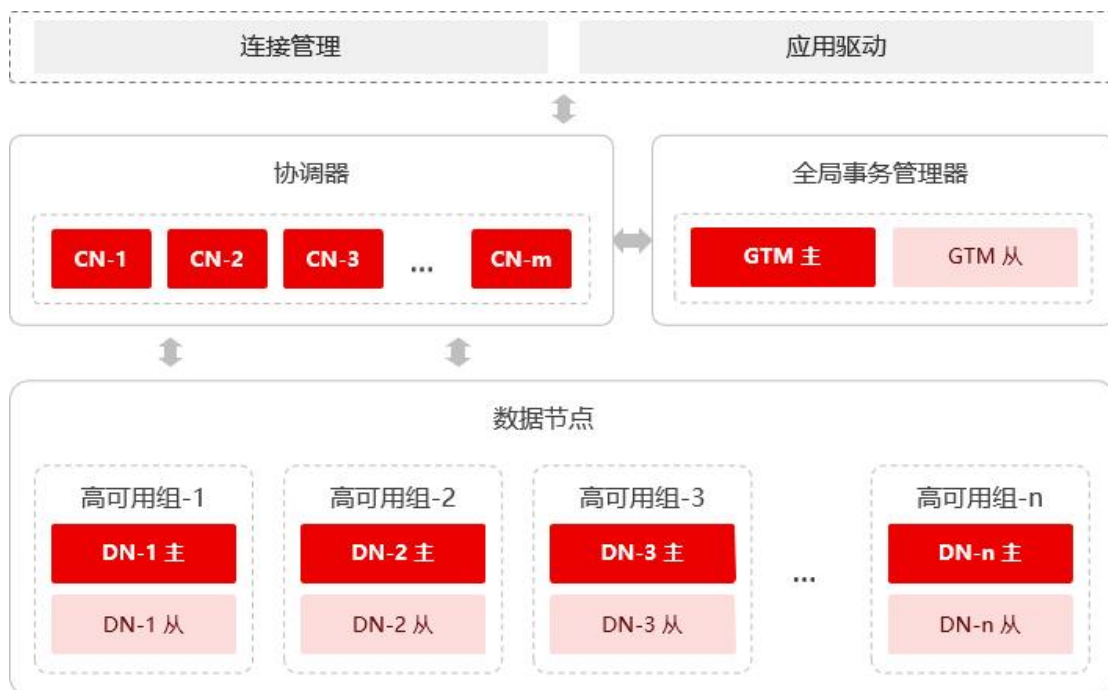 连接管理 应用驱动
协调器
CN-1 CN-2 CN-3 ... CN-m
全局事务管理器
GTM 主 GTM 从
数据节点
高可用组-1
DN-1 主
DN-1 从
高可用组-2
DN-2 主
DN-2 从
高可用组-3
DN-3 主
DN-3 从
...
高可用组-n
DN-n 主
DN-n 从